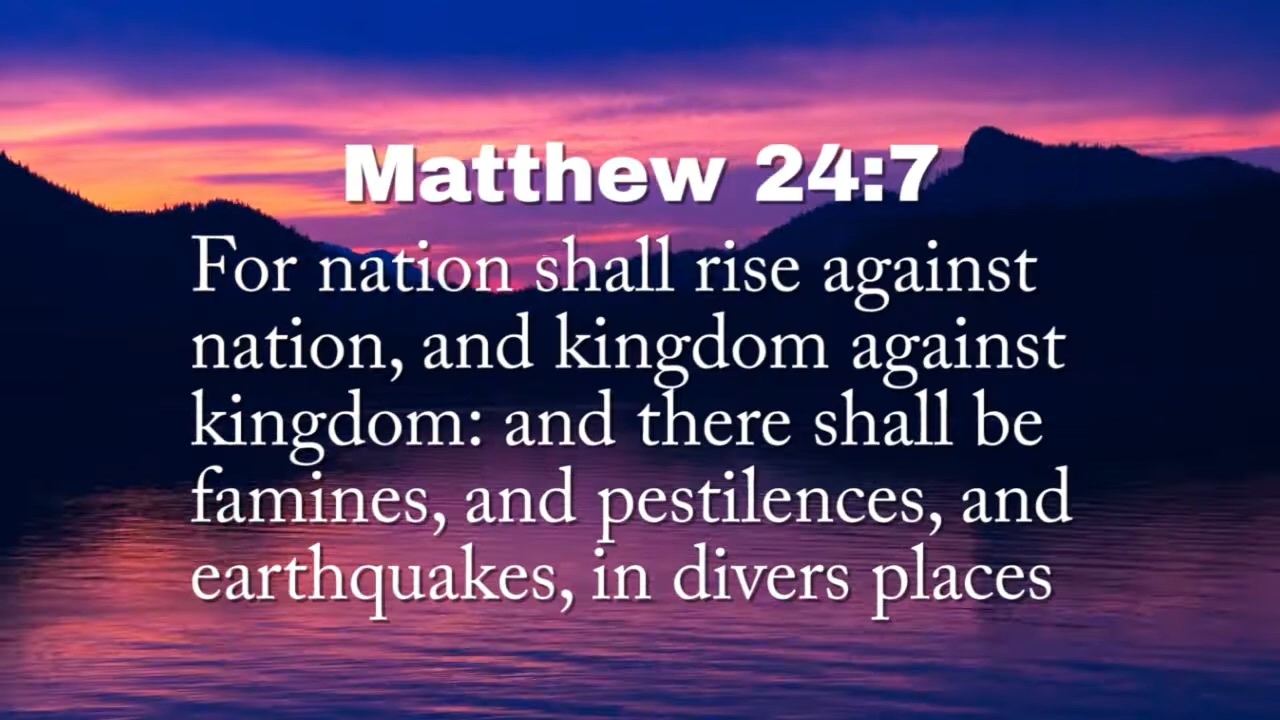 Matthew 24:7
For nation shall rise against
nation, and kingdom against
kingdom: and there shall be
famines, and pestilences, and
earthquakes, in divers places